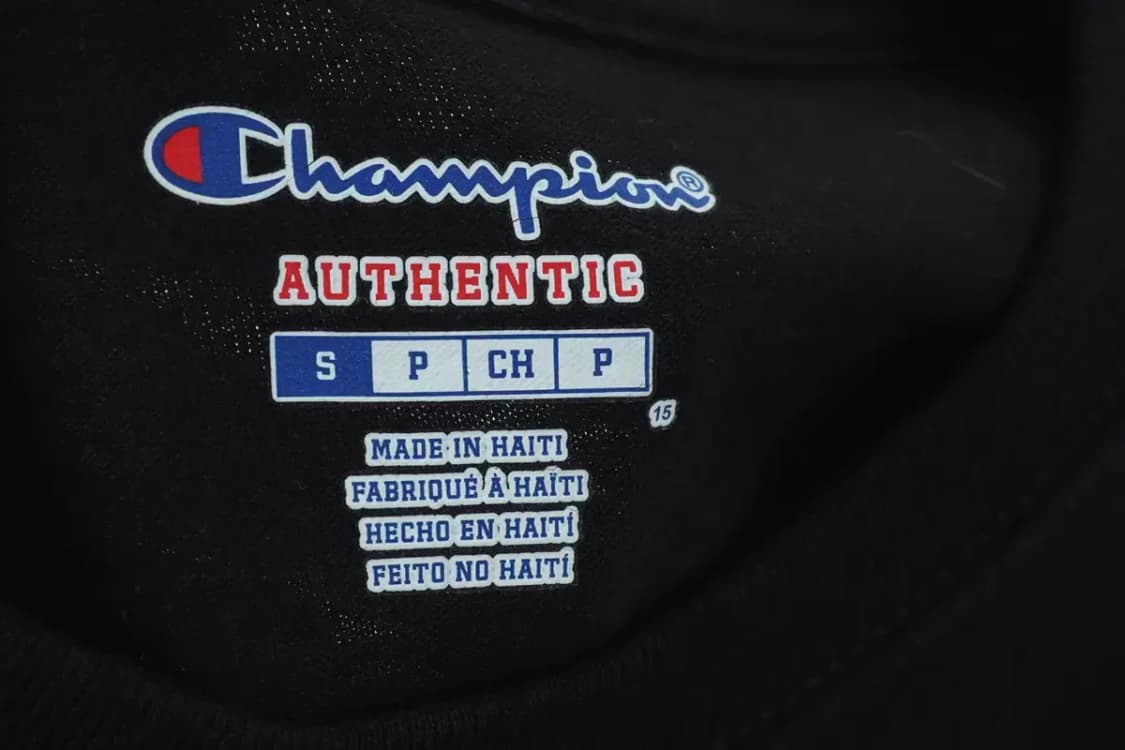 Champion®
AUTHENTIC
S P CH P
15
MADE IN HAITI
FABRIQUÉ À HAÏTI
HECHO EN HAITÍ
FEITO NO HAITÍ